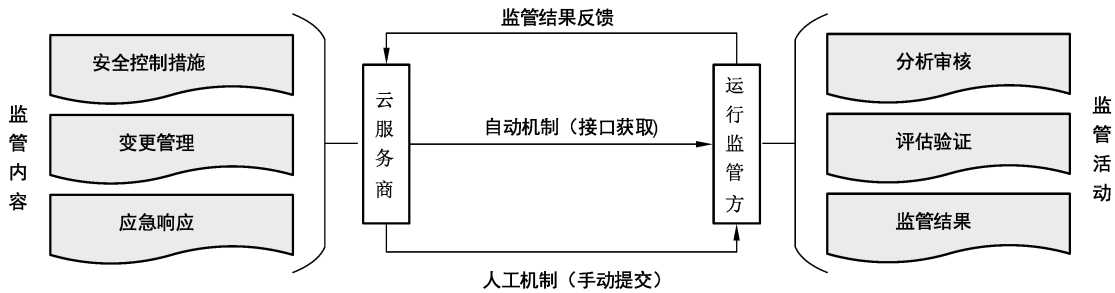 监管结果反馈
监管内容
安全控制措施
变更管理
应急响应
云服务商
自动机制（接口获取)
运行监管方
人工机制（手动提交）
分析审核
评估验证
监管结果
监管活动